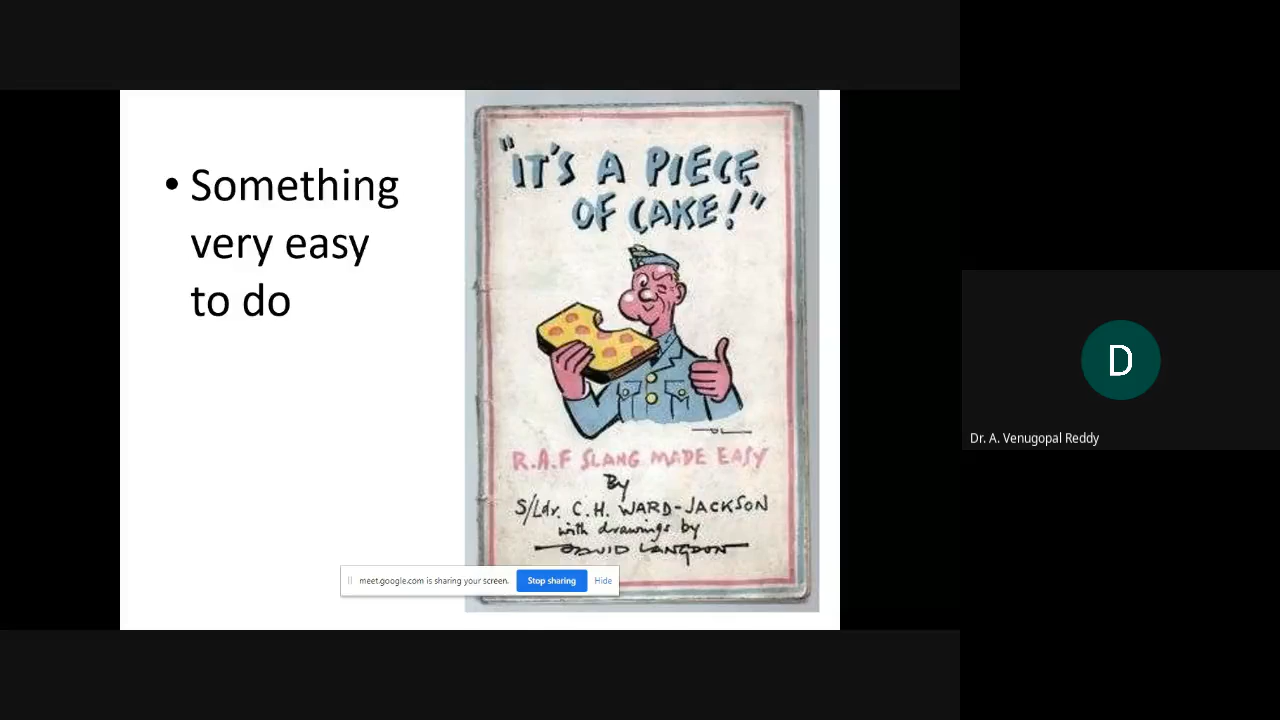 • Something
very easy
to do
"IT'S A PIECE
OF CAKE!"
R.A.F SLANG MADE EASY
By
S/Ldr. C.H. WARD-JACKSON
with drawings by
DAVID LANGDON
meet.google.com is sharing your screen.
Stop sharing
Hide
D
Dr. A. Venugopal Reddy